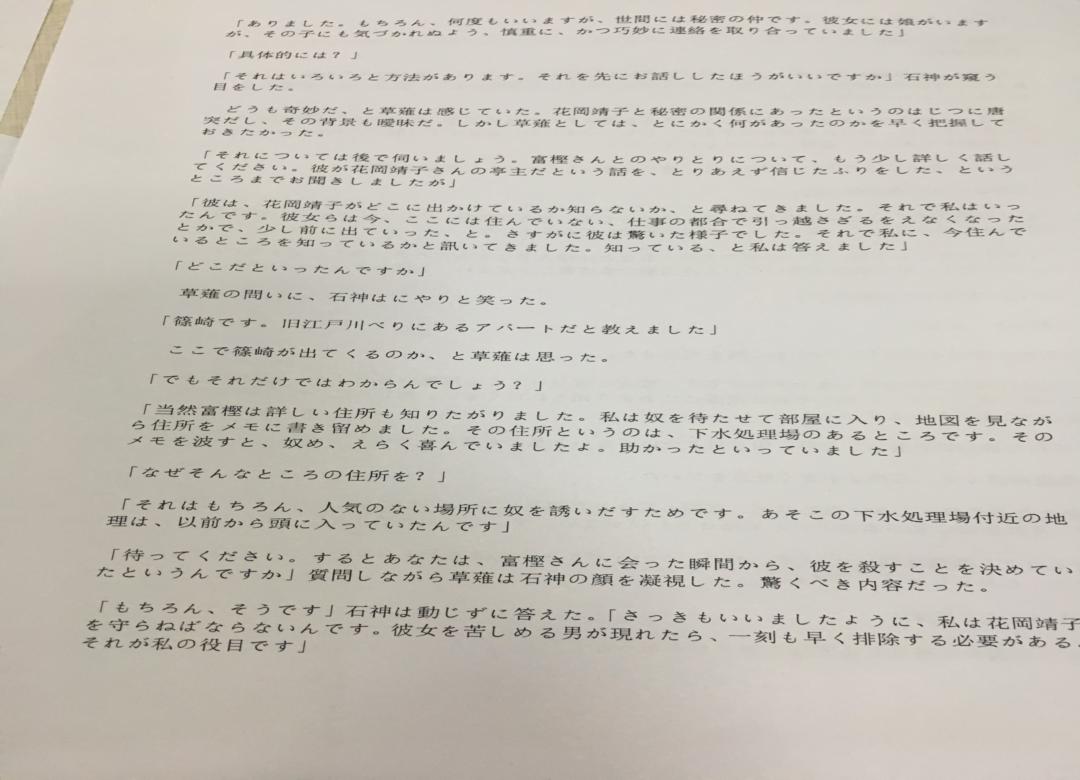 「ありました。もちろん、何度もいいますが、世間には秘密の仲です。彼女には娘がいます
が、その子にも気づかれぬよう、慎重に、かつ巧妙に連絡を取り合っていました」
「具体的には？」
「それはいろいろと方法があります。それを先にお話ししたほうがいいですか」石神が窺う
目をした。
どうも奇妙だ、と草薙は感じていた。花岡靖子と秘密の関係にあったというのはじつに唐
突だし、その背景も曖昧だ。しかし草薙としては、とにかく何があったのかを早く把握して
おきたかった。
「それについては後で伺いましょう。富樫さんとのやりとりについて、もう少し詳しく話し
てください。彼が花岡靖子さんの亭主だという話を、とりあえず信じたふりをした、という
ところまでお聞きしましたが」
「彼は、花岡靖子がどこに出かけているか知らないか、と尋ねてきました。それで私はいっ
たんです。彼女らは今、ここには住んでいない、仕事の都合で引っ越さざるをえなくなった
とかで、少し前に出ていった、と。さすがに彼は驚いた様子でした。それで私に、今住んで
いるところを知っているかと訊いてきました。知っている、と私は答えました」
「どこだといったんですか」
草薙の問いに、石神はにやりと笑った。
「篠崎です。旧江戸川べりにあるアパートだと教えました」
ここで篠崎が出てくるのか、と草薙は思った。
「でもそれだけではわからんでしょう？」
「当然富樫は詳しい住所も知りたがりました。私は奴を待たせて部屋に入り、地図を見なが
ら住所をメモに書き留めました。その住所というのは、下水処理場のあるところです。その
メモを波すと、奴め、えらく喜んでいましたよ。助かったといっていました」
「なぜそんなところの住所を？」
「それはもちろん、人気のない場所に奴を誘いだすためです。あそこの下水処理場付近の地
理は、以前から頭に入っていたんです」
「待ってください。するとあなたは、富樫さんに会った瞬間から、彼を殺すことを決めてい
たというんですか」質問しながら草薙は石神の顔を凝視した。驚くべき内容だった。
「もちろん、そうです」石神は動じずに答えた。「さっきもいいましたように、私は花岡靖子
を守らねばならないんです。彼女を苦しめる男が現れたら、一刻も早く排除する必要がある。
それが私の役目です」